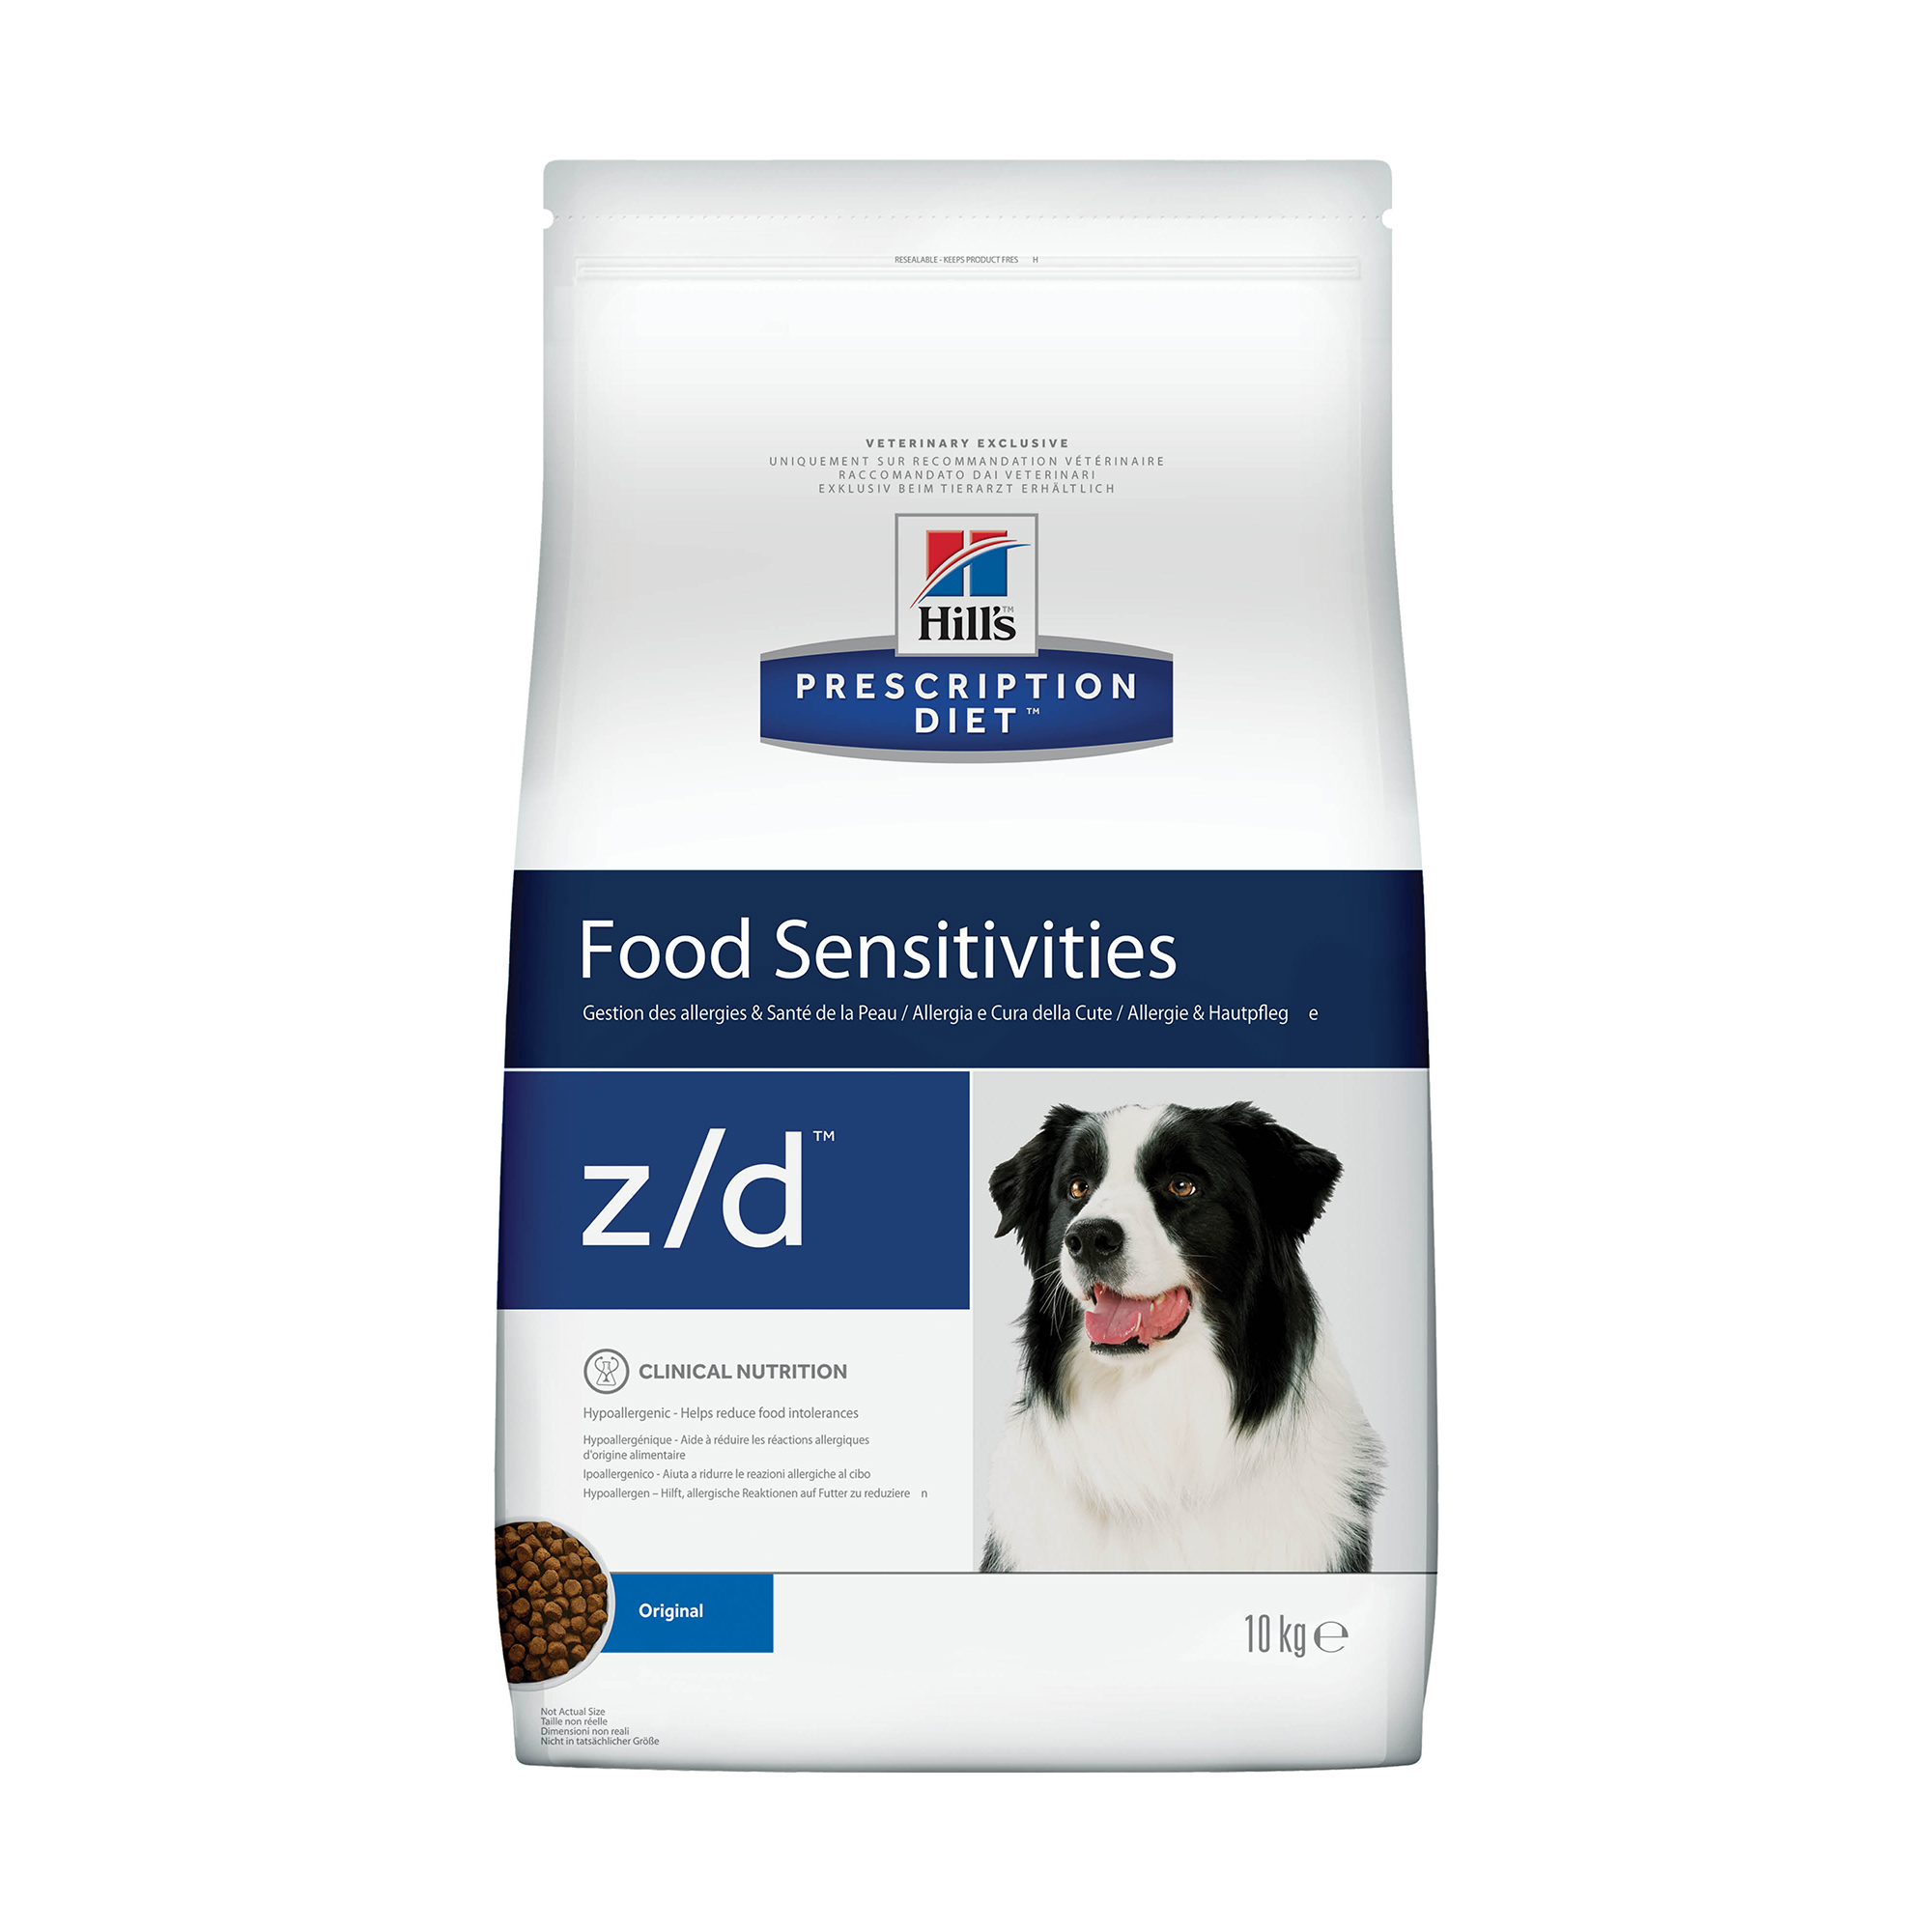 RESEALABLE - KEEPS PRODUCT FRES H
VETERINARY EXCLUSIVE
UNIQUEMENT SUR RECOMMANDATION VÉTÉRINAIRE
RACCOMANDATO DAI VETERINARI
EXKLUSIV BEIM TIERARZT ERHÄLTLICH
Hill's™
PRESCRIPTION
DIET™
Food Sensitivities
Gestion des allergies & Santé de la Peau / Allergia e Cura della Cute / Allergie & Hautpfleg e
z/d™
CLINICAL NUTRITION
Hypoallergenic - Helps reduce food intolerances
Hypoallergénique - Aide à réduire les réactions allergiques
d'origine alimentaire
Ipoallergenico - Aiuta a ridurre le reazioni allergiche al cibo
Hypoallergen – Hilft, allergische Reaktionen auf Futter zu reduziere n
Original
10 kg ℮
Not Actual Size
Taille non réelle
Dimensioni non reali
Nicht in tatsächlicher Größe